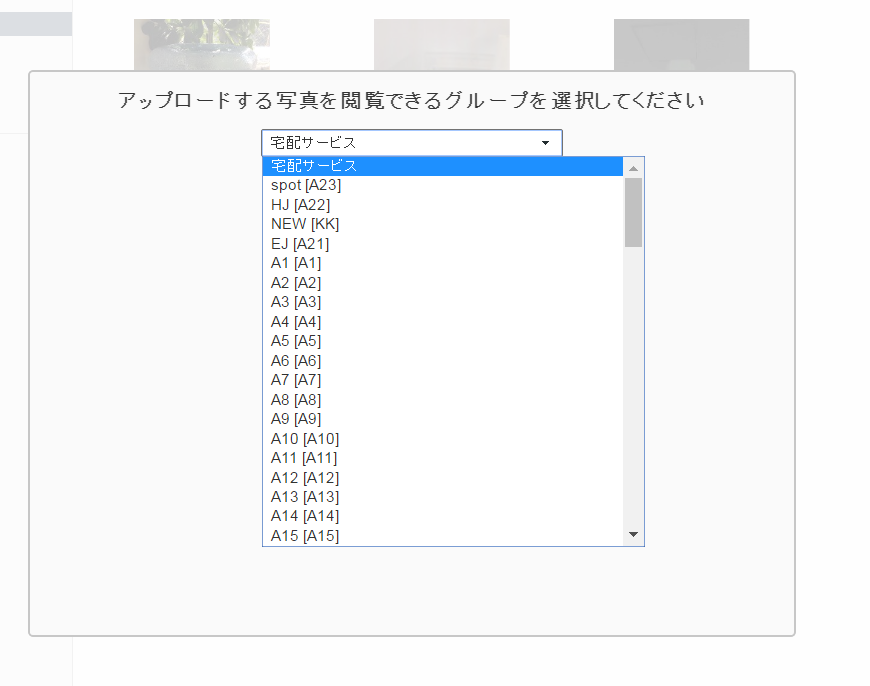 アップロードする写真を閲覧できるグループを選択してください
宅配サービス
宅配サービス
spot [A23]
HJ [A22]
NEW [KK]
EJ [A21]
A1 [A1]
A2 [A2]
A3 [A3]
A4 [A4]
A5 [A5]
A6 [A6]
A7 [A7]
A8 [A8]
A9 [A9]
A10 [A10]
A11 [A11]
A12 [A12]
A13 [A13]
A14 [A14]
A15 [A15]